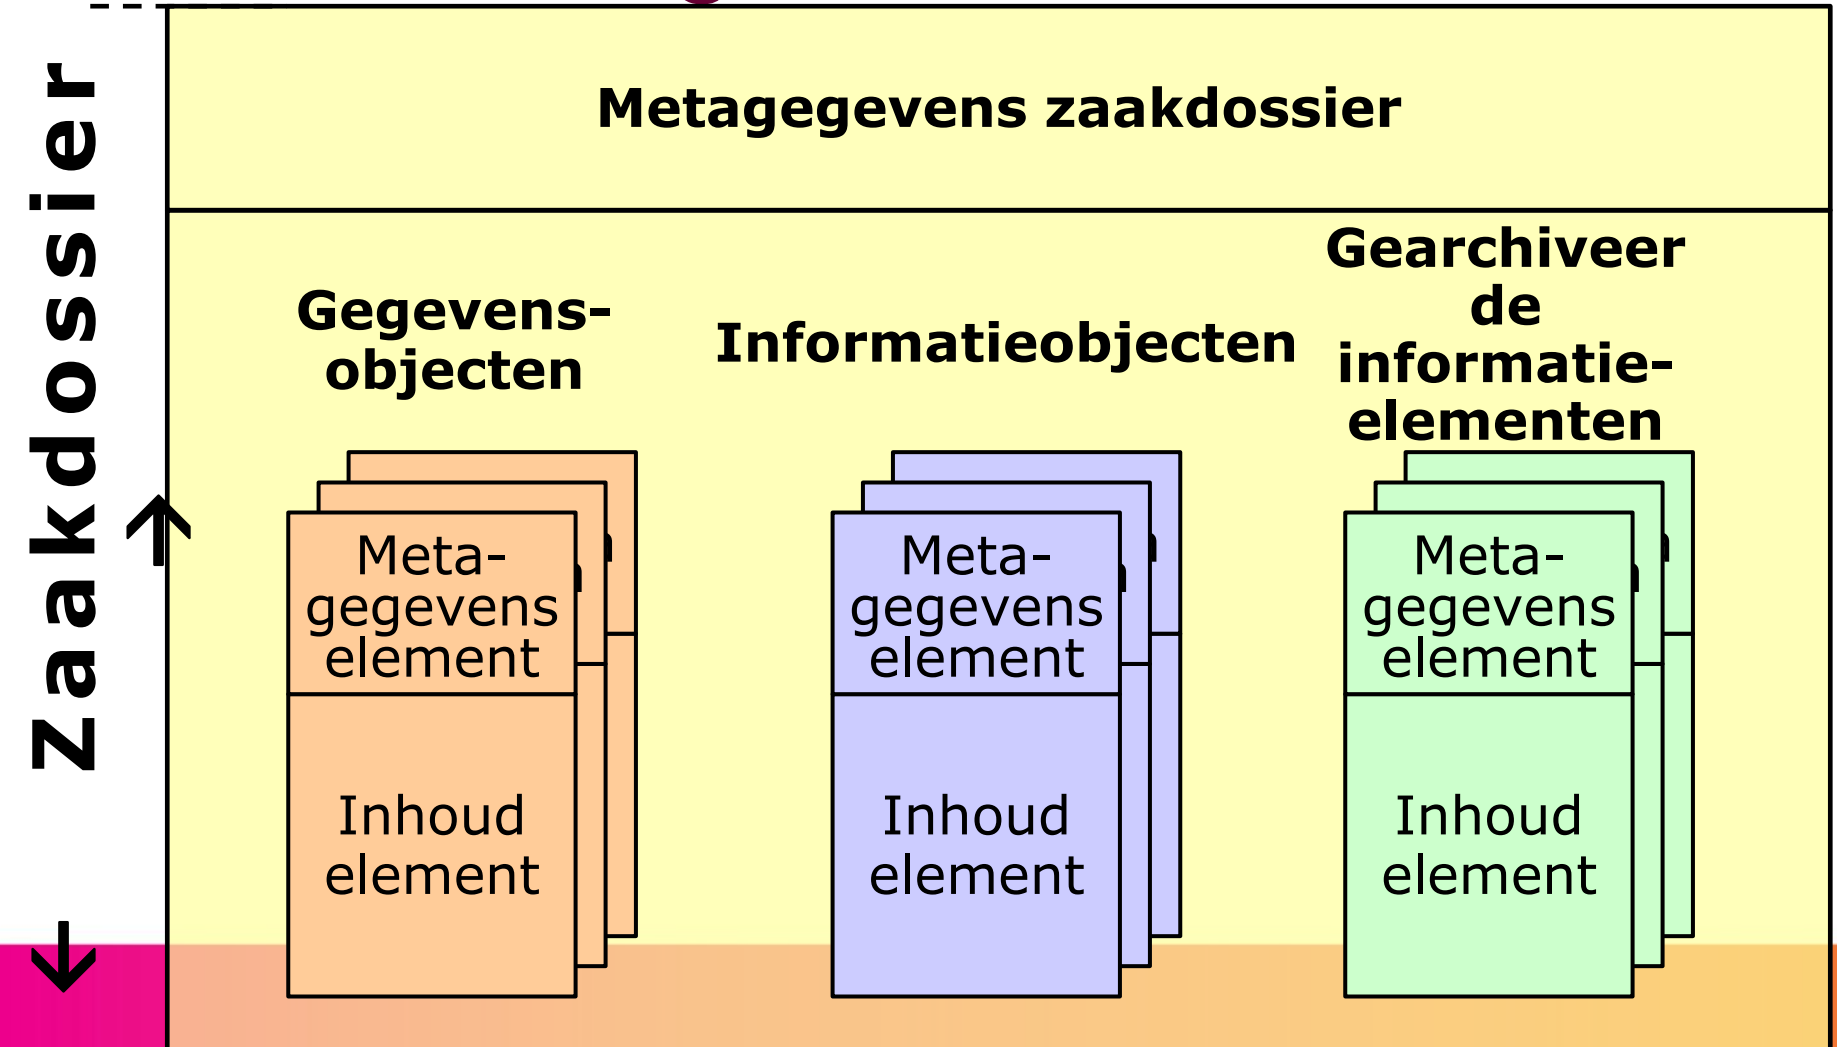 ← Zaakdossier →
Metagegevens zaakdossier
Gegevens-
objecten
Informatieobjecten
Gearchiveer
de
informatie-
elementen
Meta-
gegevens
element
Inhoud
element
Meta-
gegevens
element
Inhoud
element
Meta-
gegevens
element
Inhoud
element